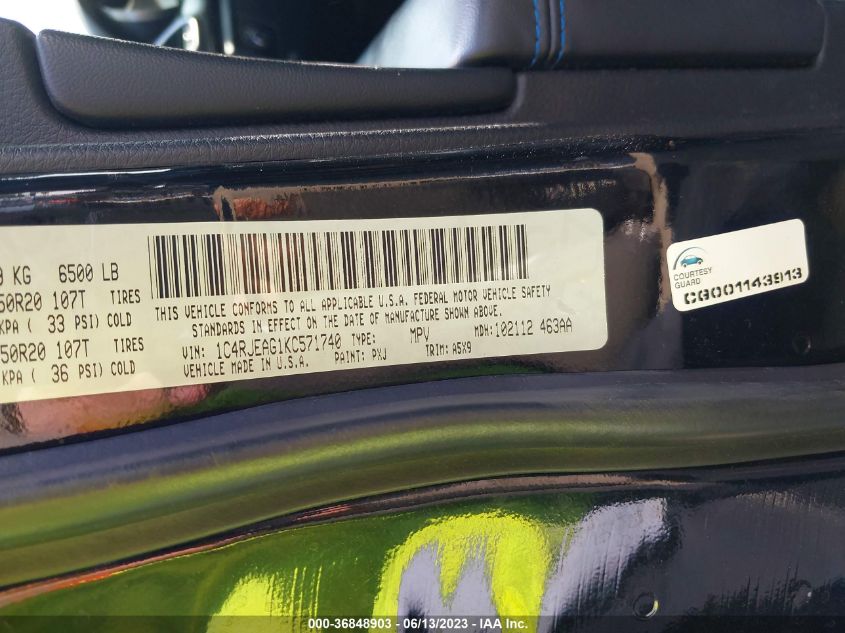 0 KG 6500 LB
50R20 107T TIRES
KPA ( 33 PSI) COLD
50R20 107T TIRES
KPA ( 36 PSI) COLD
THIS VEHICLE CONFORMS TO ALL APPLICABLE U.S.A. FEDERAL MOTOR VEHICLE SAFETY
STANDARDS IN EFFECT ON THE DATE OF MANUFACTURE SHOWN ABOVE.
VIN: 1C4RJEAG1KC571740 TYPE: MPV MDH:102112 463AA
VEHICLE MADE IN U.S.A. PAINT: PXJ TRIM: A5X9
COURTESY
GUARD
CG001143913
000-36848903 / 06/13/2023 - IAA Inc.